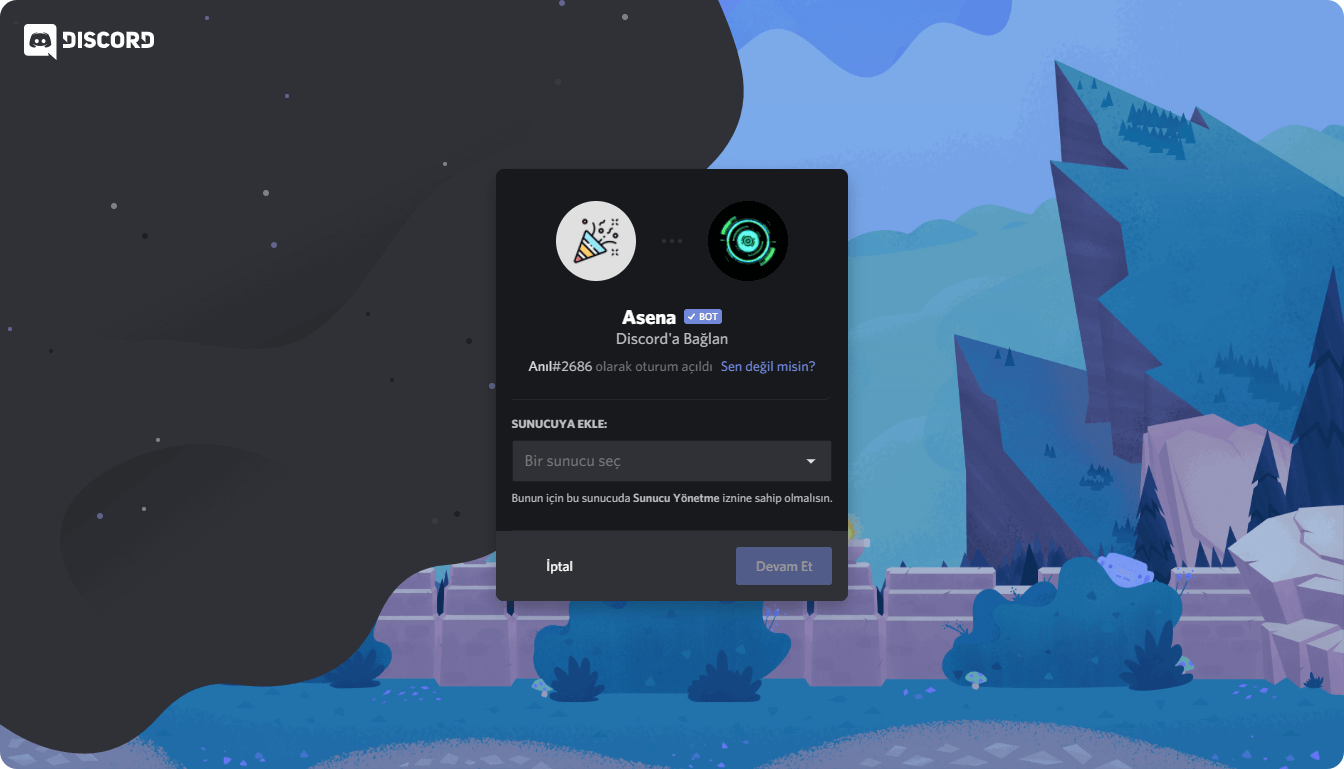 DISCORD
Asena ✓ BOT
Discord'a Bağlan
Anıl#2686 olarak oturum açıldı Sen değil misin?
SUNUCUYA EKLE:
Bir sunucu seç
Bunun için bu sunucuda Sunucu Yönetme iznine sahip olmalısın.
İptal
Devam Et